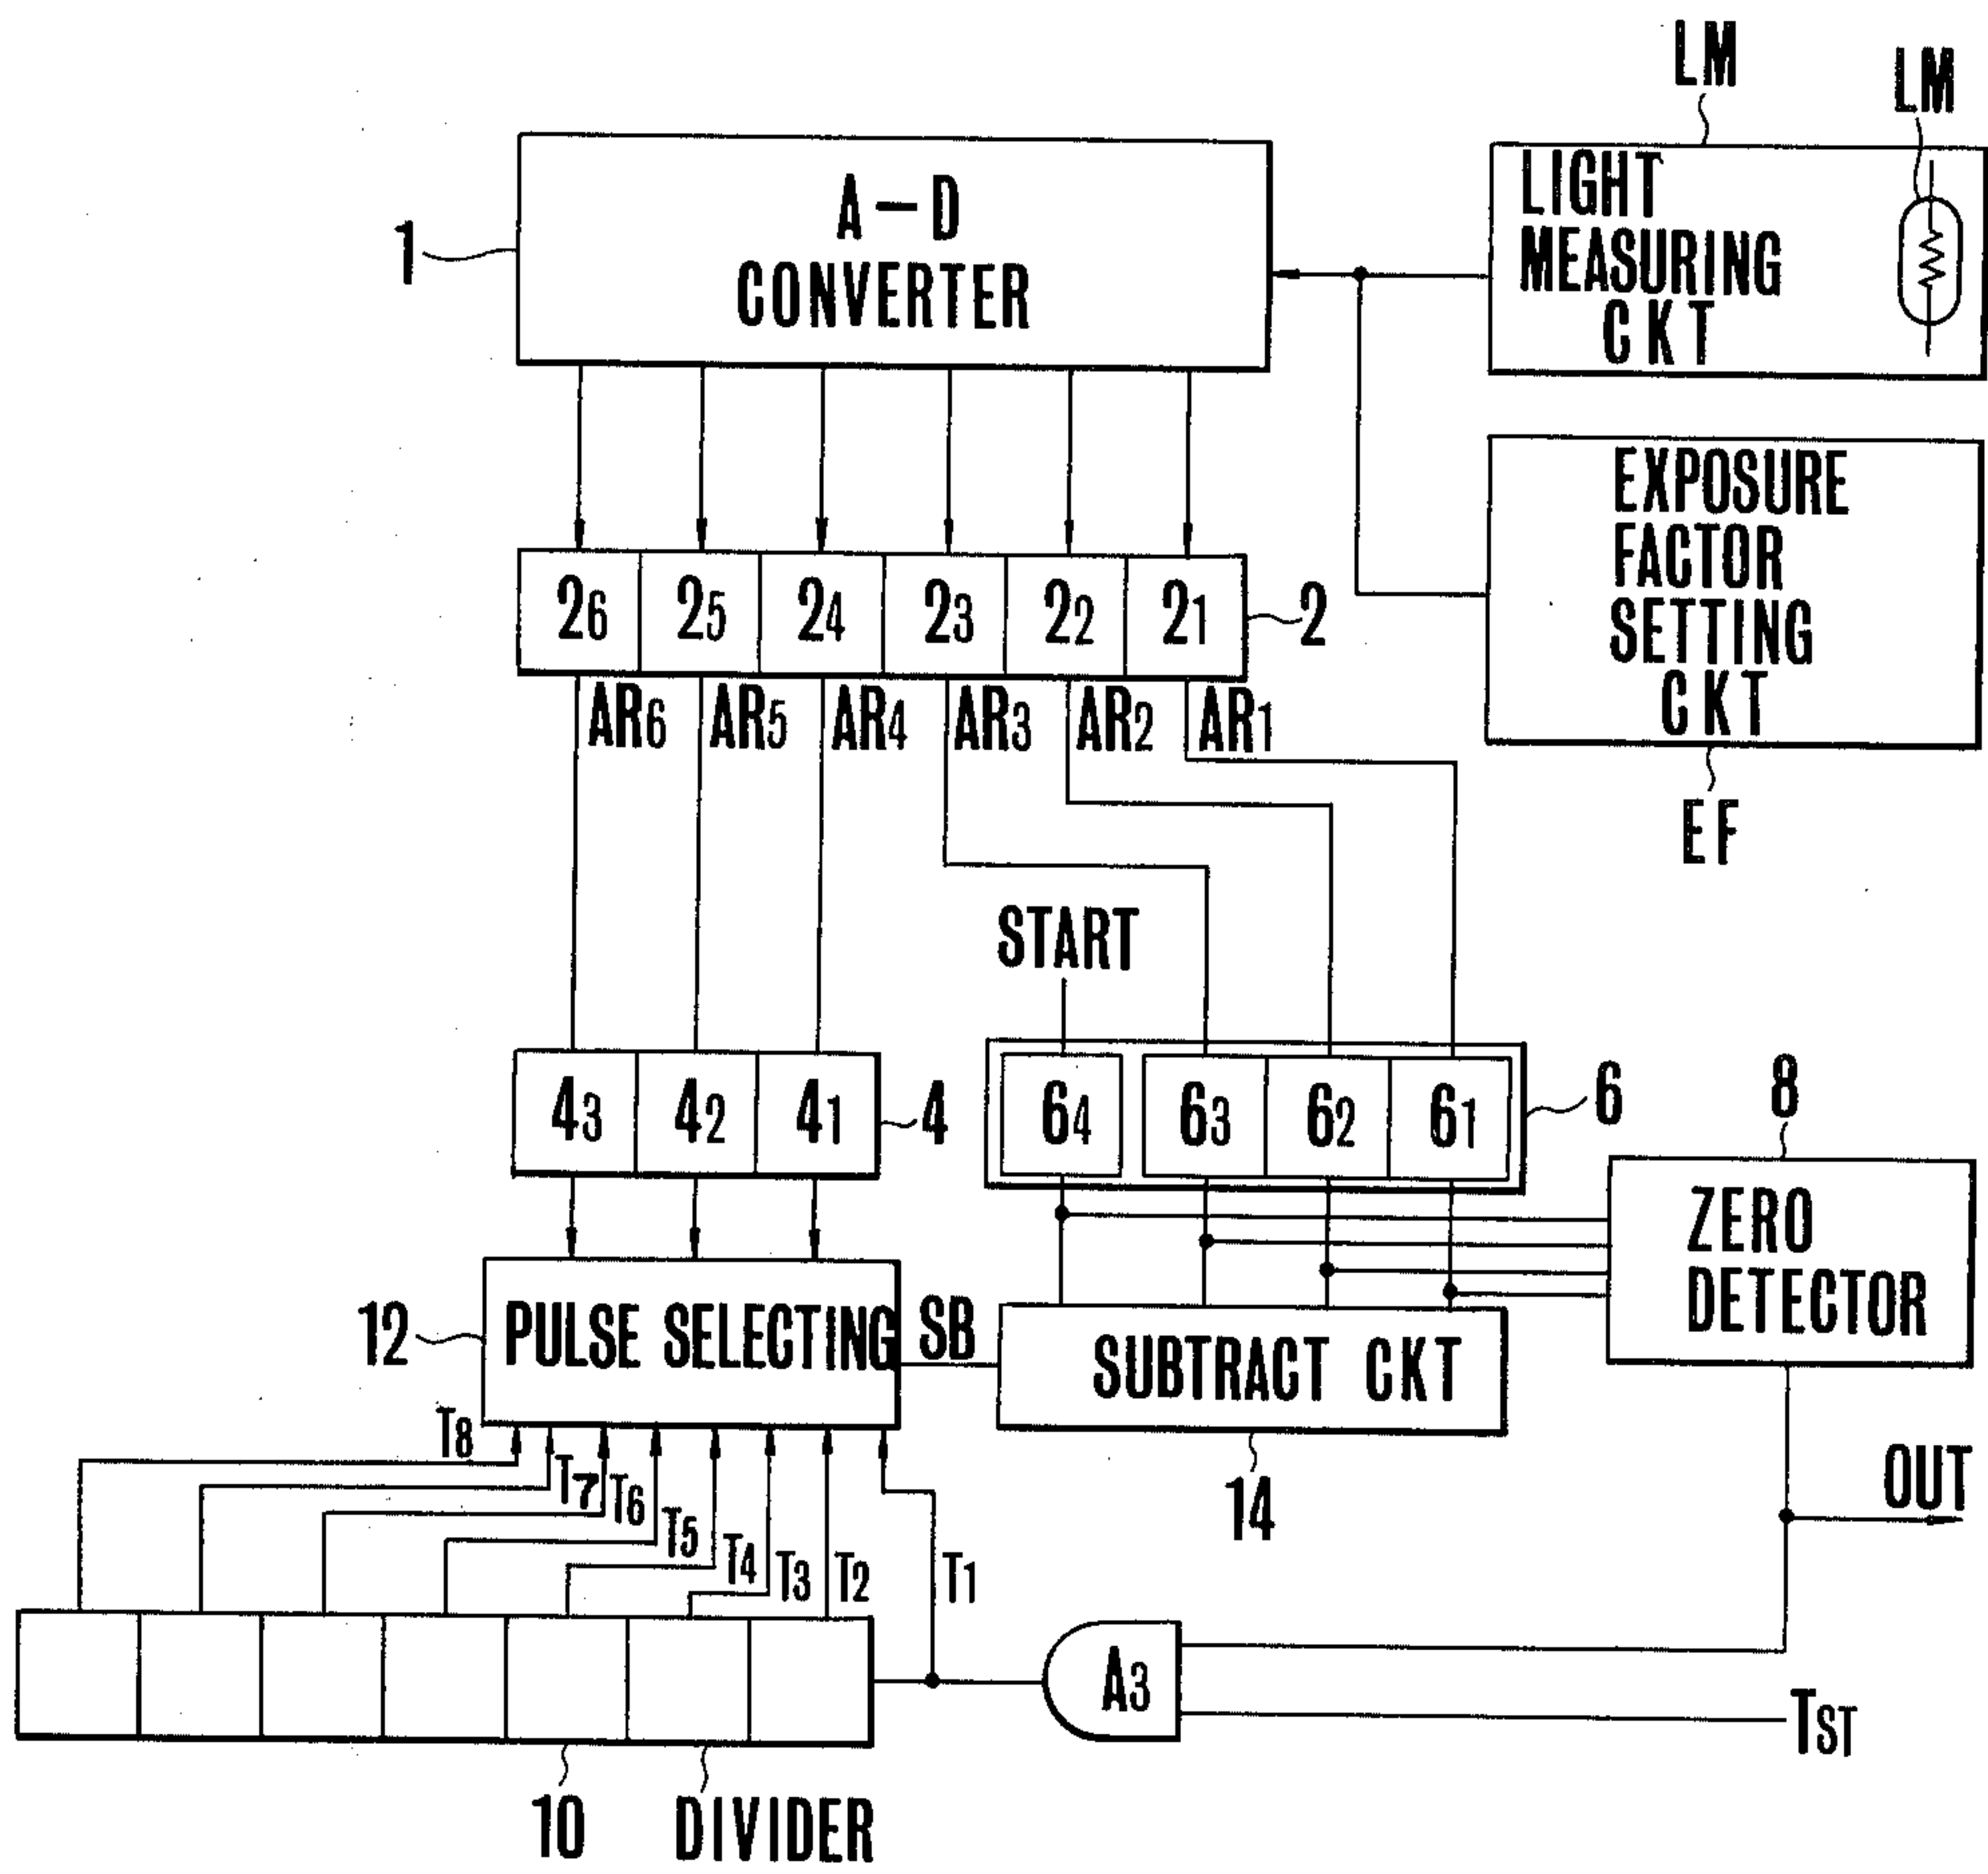 LM
LM
A-D
CONVERTER
1
LIGHT
MEASURING
CKT
EXPOSURE
FACTOR
SETTING
CKT
EF
26 25 24 23 22 21
2
AR6 AR5 AR4 AR3 AR2 AR1
START
43 42 41
4
64 63 62 61
6
8
ZERO
DETECTOR
12
PULSE SELECTING
SB
SUBTRACT CKT
14
OUT
T8
T7
T6
T5
T4
T3
T2
T1
A3
TST
10
DIVIDER